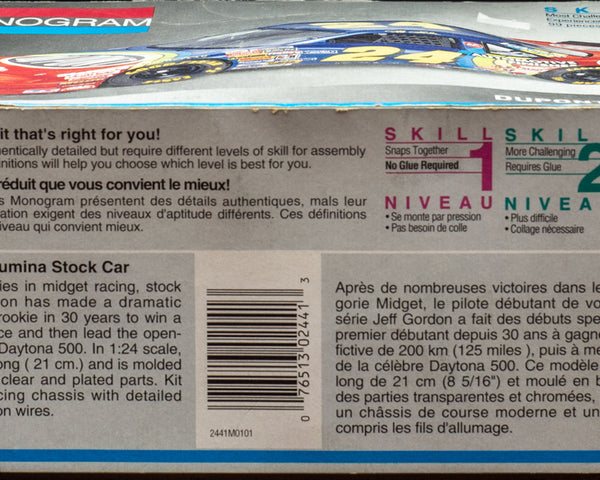 NOGRAM
24
DUPON
S K
Most Challe
Experience
it that's right for you!
hentically detailed but require different levels of skill for assembly
initions will help you choose which level is best for you.
réduit que vous convient le mieux!
s Monogram présentent des détails authentiques, mais leur
ation exigent des niveaux d'aptitude différents. Ces définitions
iveau qui convient mieux.
SKILL
Snaps Together
No Glue Required
1
NIVEAU
• Se monte par pression
• Pas besoin de colle
SKIL
More Challenging
Requires Glue
2
NIVEA
• Plus difficile
• Collage nécessaire
umina Stock Car
ies in midget racing, stock
on has made a dramatic
rookie in 30 years to win a
ce and then lead the open-
Daytona 500. In 1:24 scale,
ong ( 21 cm.) and is molded
clear and plated parts. Kit
cing chassis with detailed
on wires.
0 76513 02441 3
2441M0101
Après de nombreuses victoires dans le
gorie Midget, le pilote débutant de vo
série Jeff Gordon a fait des débuts spe
premier débutant depuis 30 ans à gagne
fictive de 200 km (125 miles ), puis à me
de la célèbre Daytona 500. Ce modèle
long de 21 cm (8 5/16") et moulé en b
des parties transparentes et chromées,
un châssis de course moderne et un
compris les fils d'allumage.